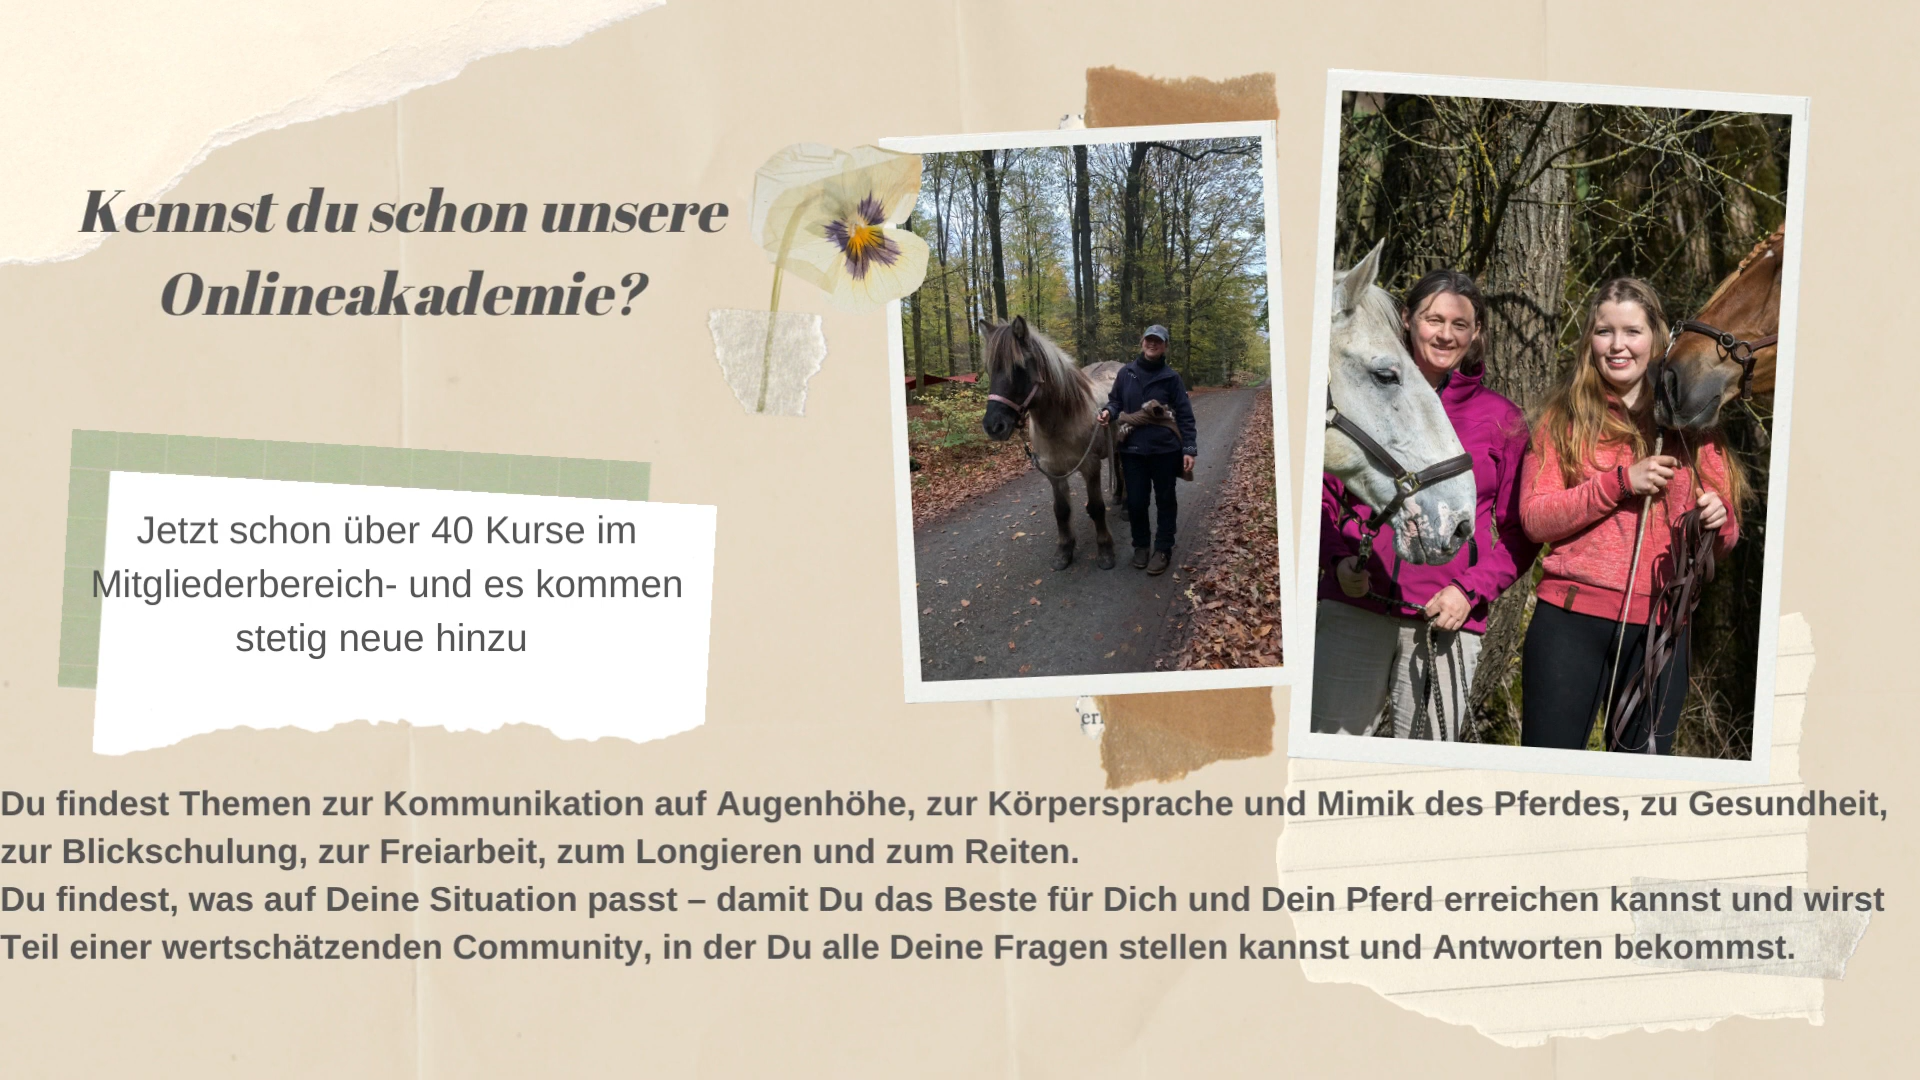 Kennst du schon unsere
Onlineakademie?
Jetzt schon über 40 Kurse im
Mitgliederbereich- und es kommen
stetig neue hinzu
Du findest Themen zur Kommunikation auf Augenhöhe, zur Körpersprache und Mimik des Pferdes, zu Gesundheit,
zur Blickschulung, zur Freiarbeit, zum Longieren und zum Reiten.
Du findest, was auf Deine Situation passt – damit Du das Beste für Dich und Dein Pferd erreichen kannst und wirst
Teil einer wertschätzenden Community, in der Du alle Deine Fragen stellen kannst und Antworten bekommst.